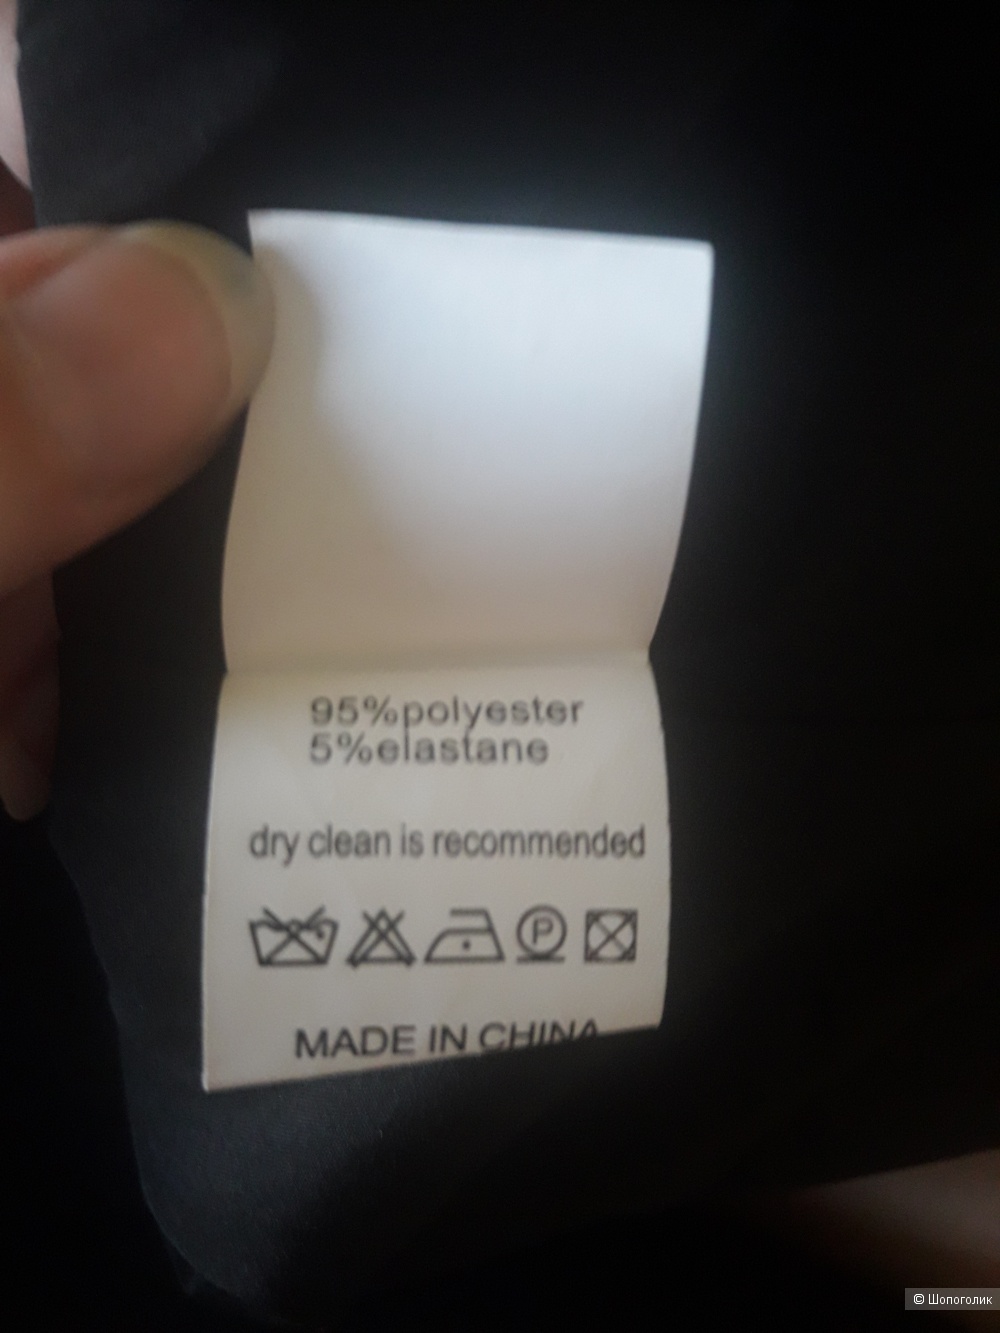 95%polyester
5%elastane
dry clean is recommended
P
MADE IN CHINA
© Шопоголик